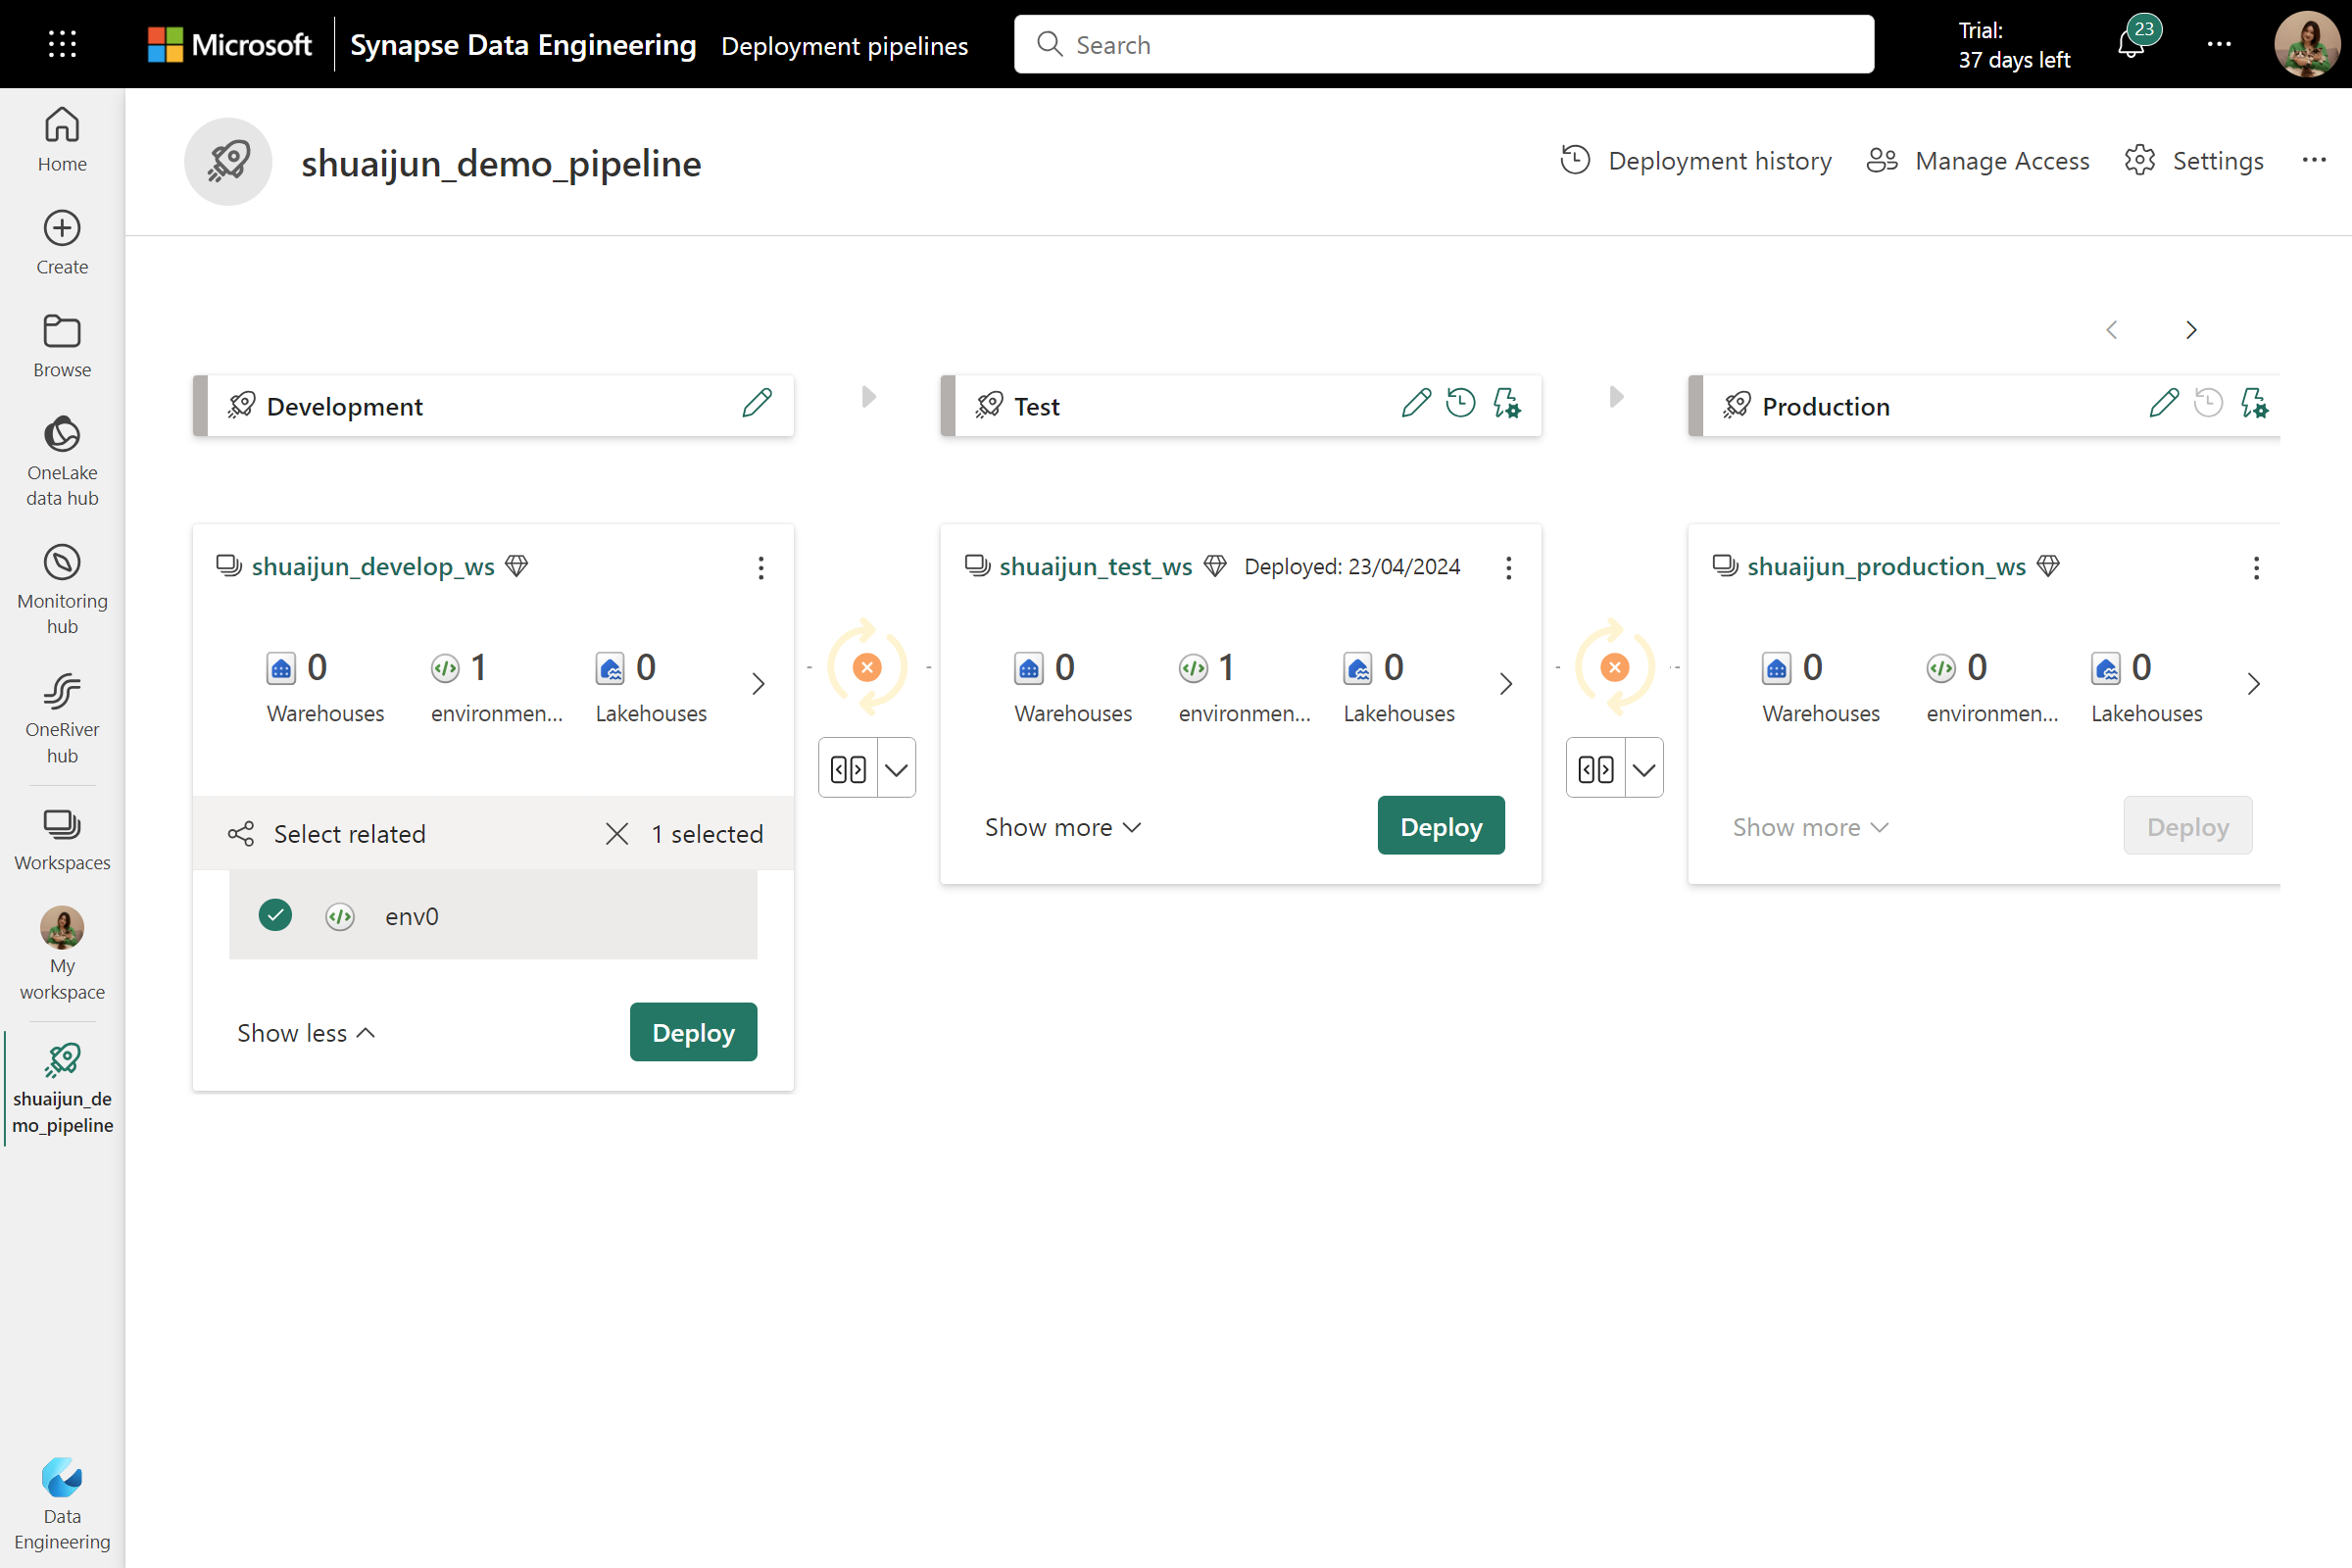 Microsoft
Synapse Data Engineering
Deployment pipelines
Search
Trial:
37 days left
23
Home
Create
Browse
OneLake
data hub
Monitoring
hub
OneRiver
hub
Workspaces
My
workspace
shuaijun_de
mo_pipeline
Data
Engineering
shuaijun_demo_pipeline
Deployment history
Manage Access
Settings
Development
Test
Production
shuaijun_develop_ws
0
1
0
Warehouses
environmen...
Lakehouses
Select related
1 selected
env0
Show less
Deploy
shuaijun_test_ws
Deployed: 23/04/2024
0
1
0
Warehouses
environmen...
Lakehouses
Show more
Deploy
shuaijun_production_ws
0
0
0
Warehouses
environmen...
Lakehouses
Show more
Deploy